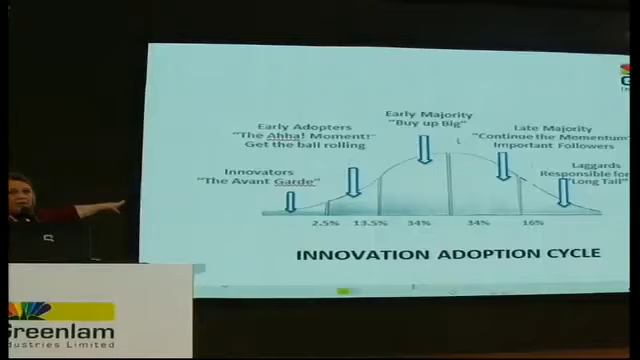 Early Majority
"Buy up Big"
Early Adopters
"The Ahha! Moment!"
Get the ball rolling
Late Majority
"Continue the Momentum"
Important Followers
Innovators
"The Avant Garde"
Laggards
Responsible for
"Long Tail"
2.5% 13.5% 34% 34% 16%
INNOVATION ADOPTION CYCLE
Greenlam
ndustries Limited